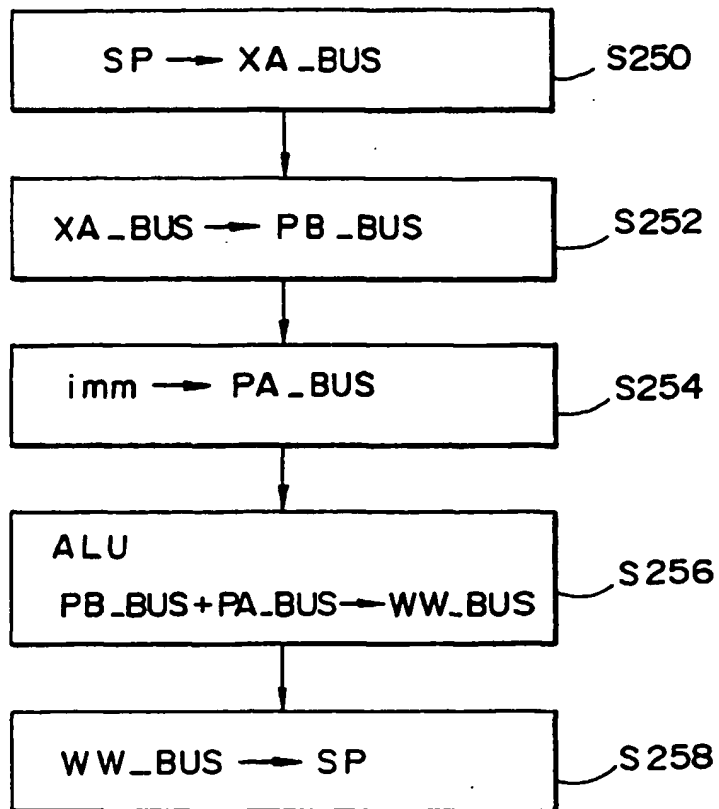 SP → XA_BUS
S250
XA_BUS → PB_BUS
S252
imm → PA_BUS
S254
ALU
PB_BUS+PA_BUS→WW_BUS
S256
WW_BUS → SP
S258